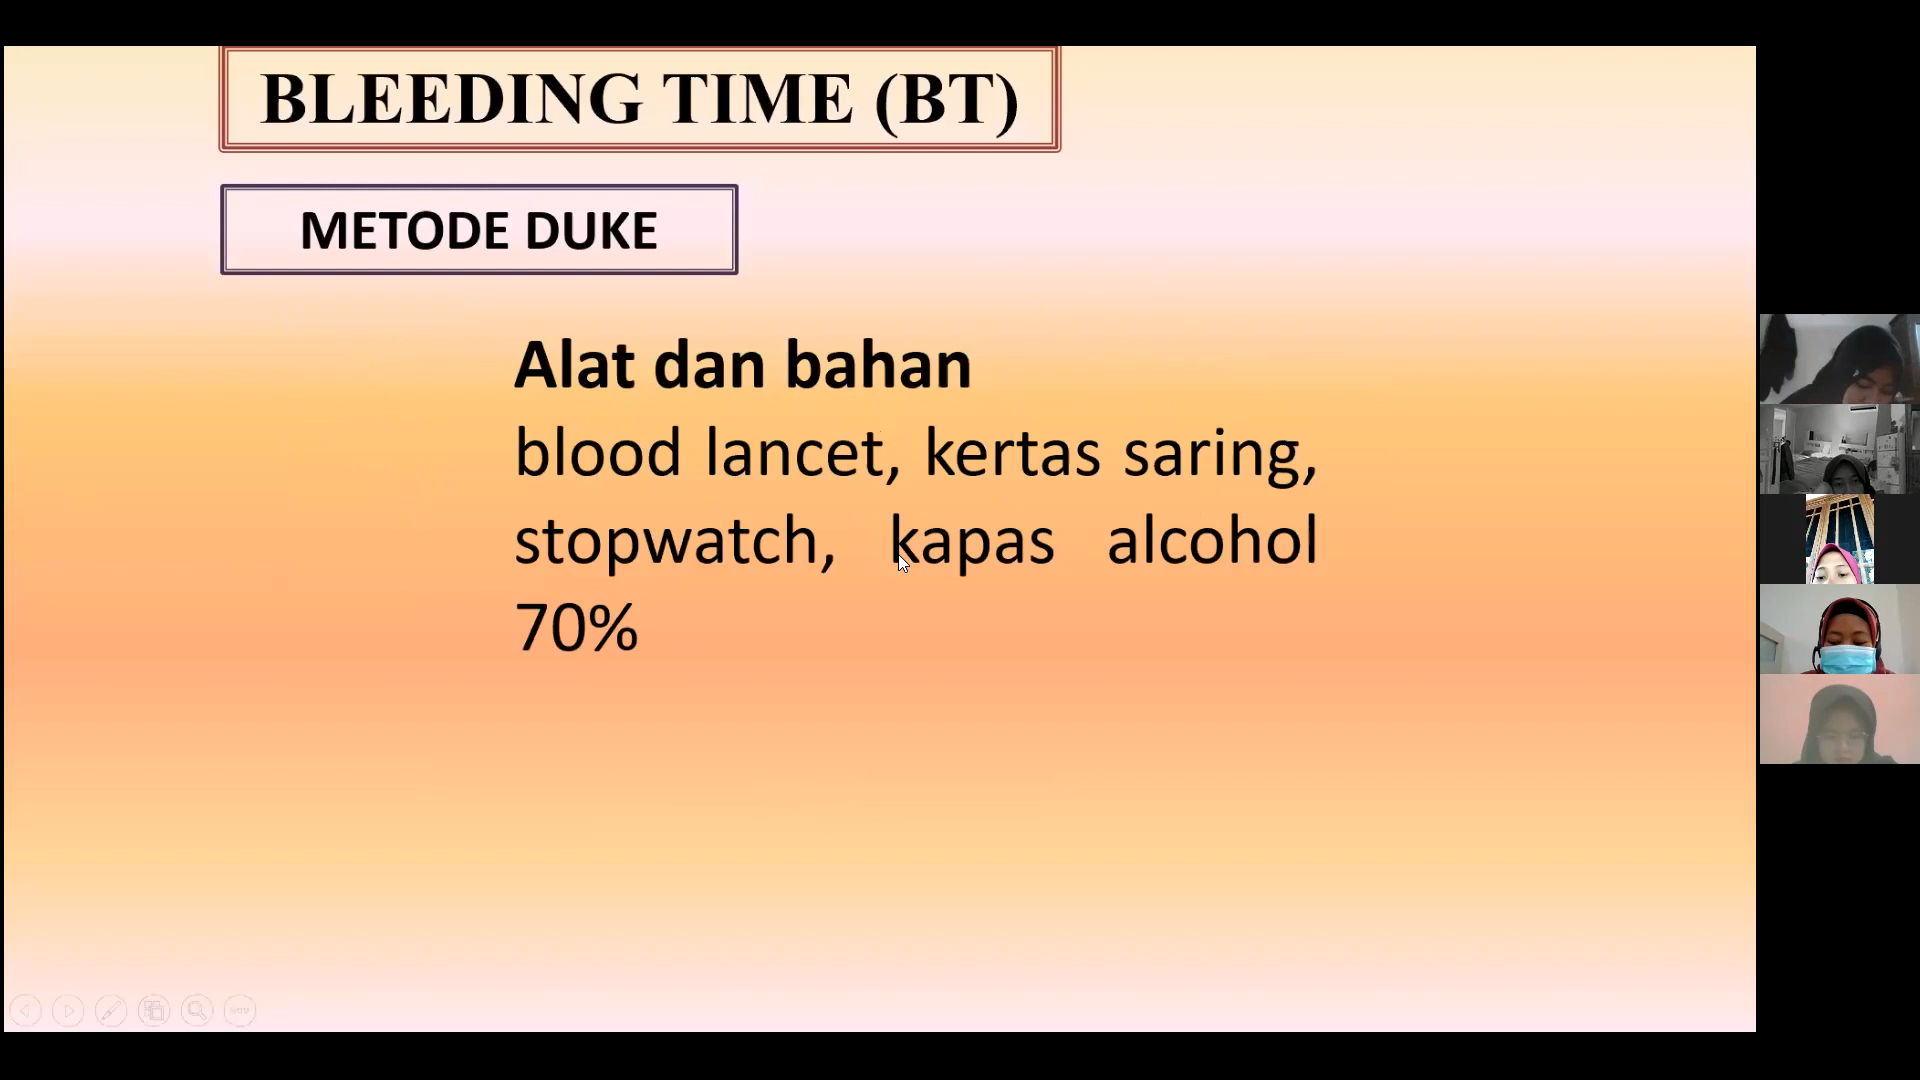 BLEEDING TIME (BT)
METODE DUKE
Alat dan bahan
blood lancet, kertas saring,
stopwatch, kapas alcohol
70%